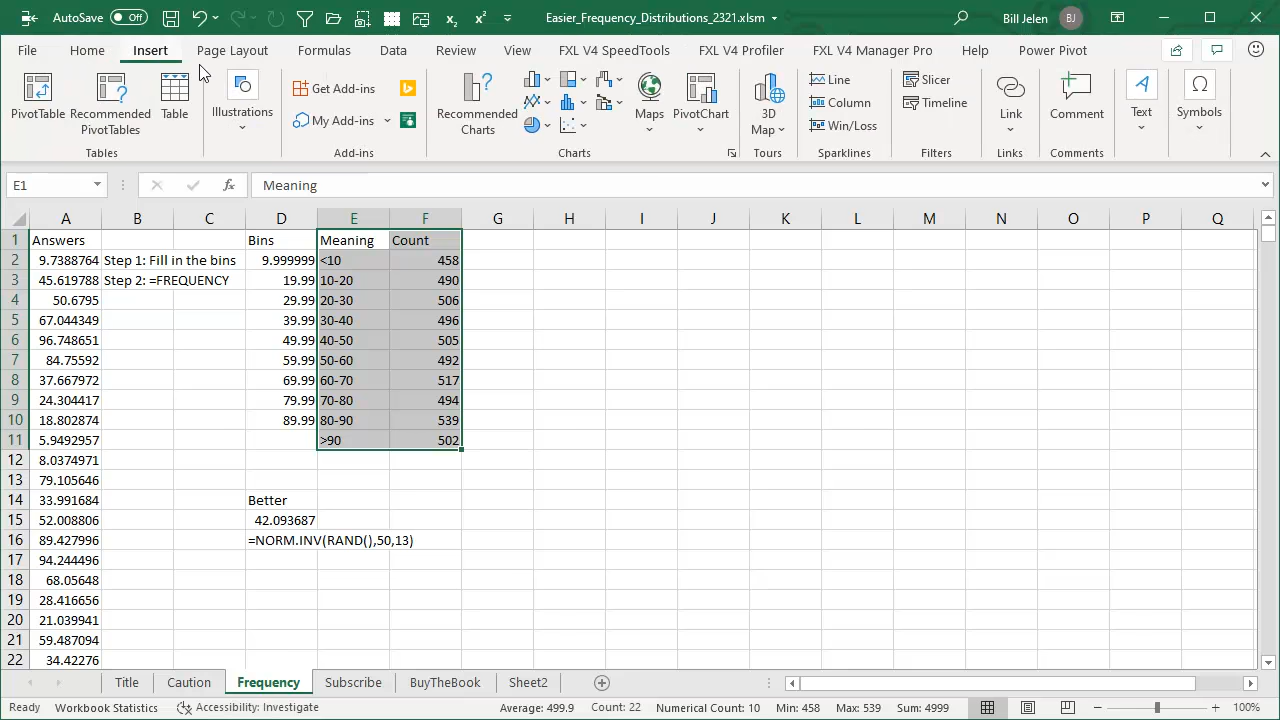 AutoSave Off Easier_Frequency_Distributions_2321.xlsm Bill Jelen BJ
File Home Insert Page Layout Formulas Data Review View FXL V4 SpeedTools FXL V4 Profiler FXL V4 Manager Pro Help Power Pivot
PivotTable Recommended PivotTables Table Illustrations Get Add-ins My Add-ins Recommended Charts Maps PivotChart 3D Map Line Column Win/Loss Slicer Timeline Link Comment Text Symbols
Tables Add-ins Charts Tours Sparklines Filters Links Comments
E1 fx Meaning
A B C D E F G H I J K L M N O P Q
1 Answers Bins Meaning Count
2 9.7388764 Step 1: Fill in the bins 9.999999 <10 458
3 45.619788 Step 2: =FREQUENCY 19.99 10-20 490
4 50.6795 29.99 20-30 506
5 67.044349 39.99 30-40 496
6 96.748651 49.99 40-50 505
7 84.75592 59.99 50-60 492
8 37.667972 69.99 60-70 517
9 24.304417 79.99 70-80 494
10 18.802874 89.99 80-90 539
11 5.9492957 >90 502
12 8.0374971
13 79.105646
14 33.991684 Better
15 52.008806 42.093687
16 89.427996 =NORM.INV(RAND(),50,13)
17 94.244496
18 68.05648
19 28.416656
20 21.039941
21 59.487094
22 34.42276
Title Caution Frequency Subscribe BuyTheBook Sheet2
Ready Workbook Statistics Accessibility: Investigate Average: 499.9 Count: 22 Numerical Count: 10 Min: 458 Max: 539 Sum: 4999 100%